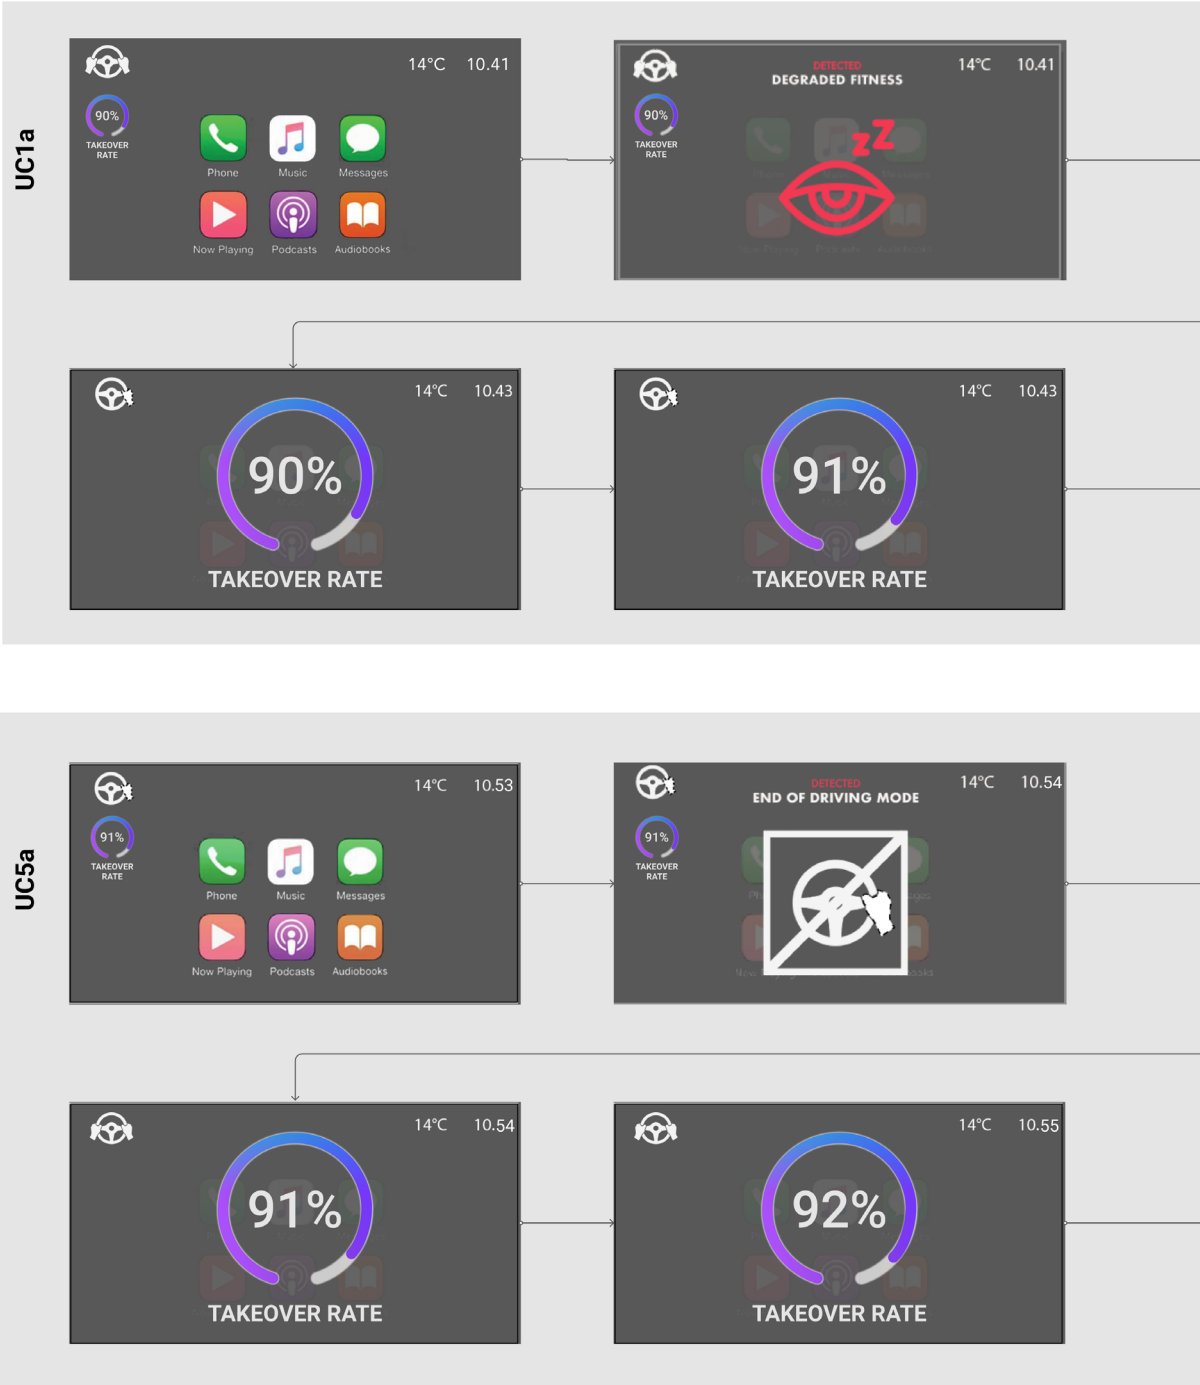 UC1a
14°C 10.41
90%
TAKEOVER
RATE
Phone Music Messages
Now Playing Podcasts Audiobooks
DETECTED
DEGRADED FITNESS
14°C 10.41
90%
TAKEOVER
RATE
zZ
14°C 10.43
90%
TAKEOVER RATE
14°C 10.43
91%
TAKEOVER RATE
UC5a
14°C 10.53
91%
TAKEOVER
RATE
Phone Music Messages
Now Playing Podcasts Audiobooks
DETECTED
END OF DRIVING MODE
14°C 10.54
91%
TAKEOVER
RATE
14°C 10.54
91%
TAKEOVER RATE
14°C 10.55
92%
TAKEOVER RATE